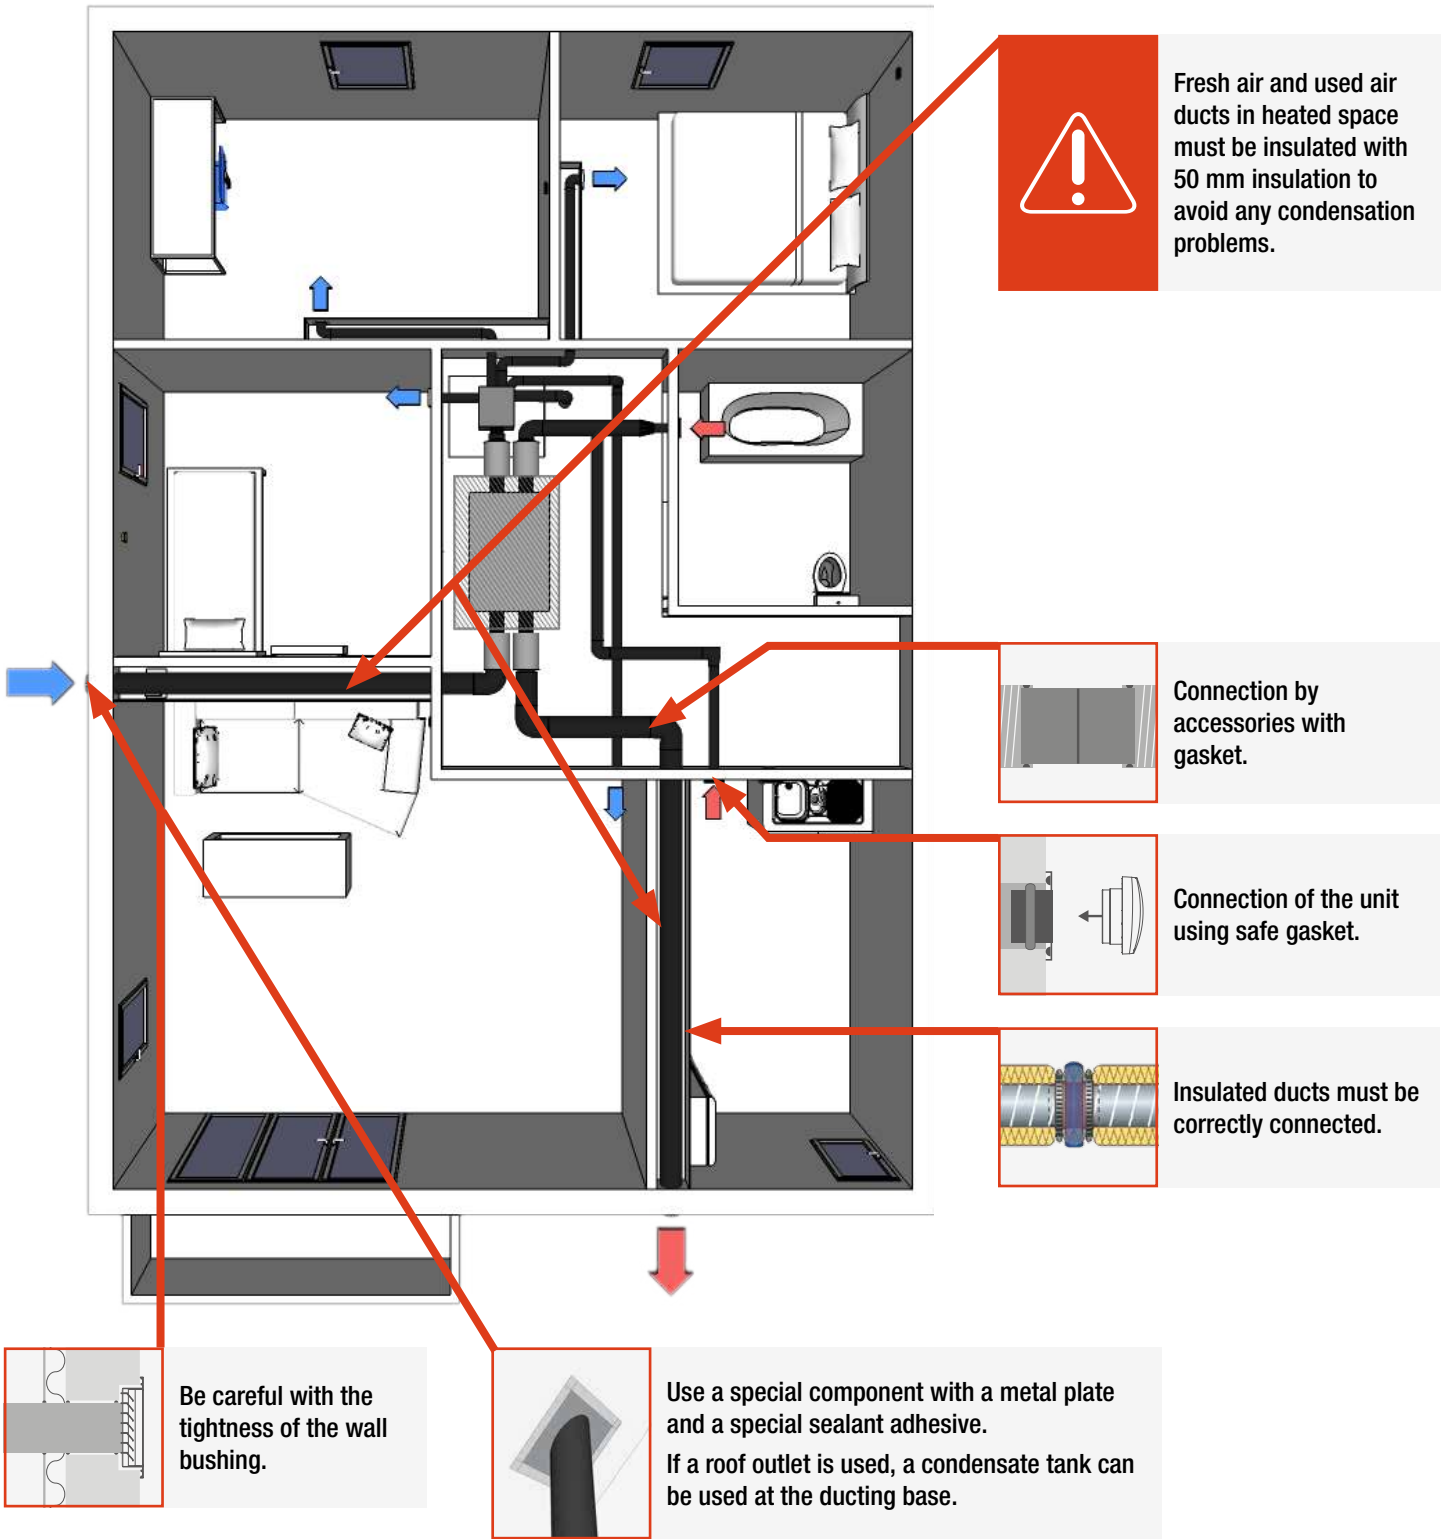 Fresh air and used air
ducts in heated space
must be insulated with
50 mm insulation to
avoid any condensation
problems.
Connection by
accessories with
gasket.
Connection of the unit
using safe gasket.
Insulated ducts must be
correctly connected.
Be careful with the
tightness of the wall
bushing.
Use a special component with a metal plate
and a special sealant adhesive.
If a roof outlet is used, a condensate tank can
be used at the ducting base.